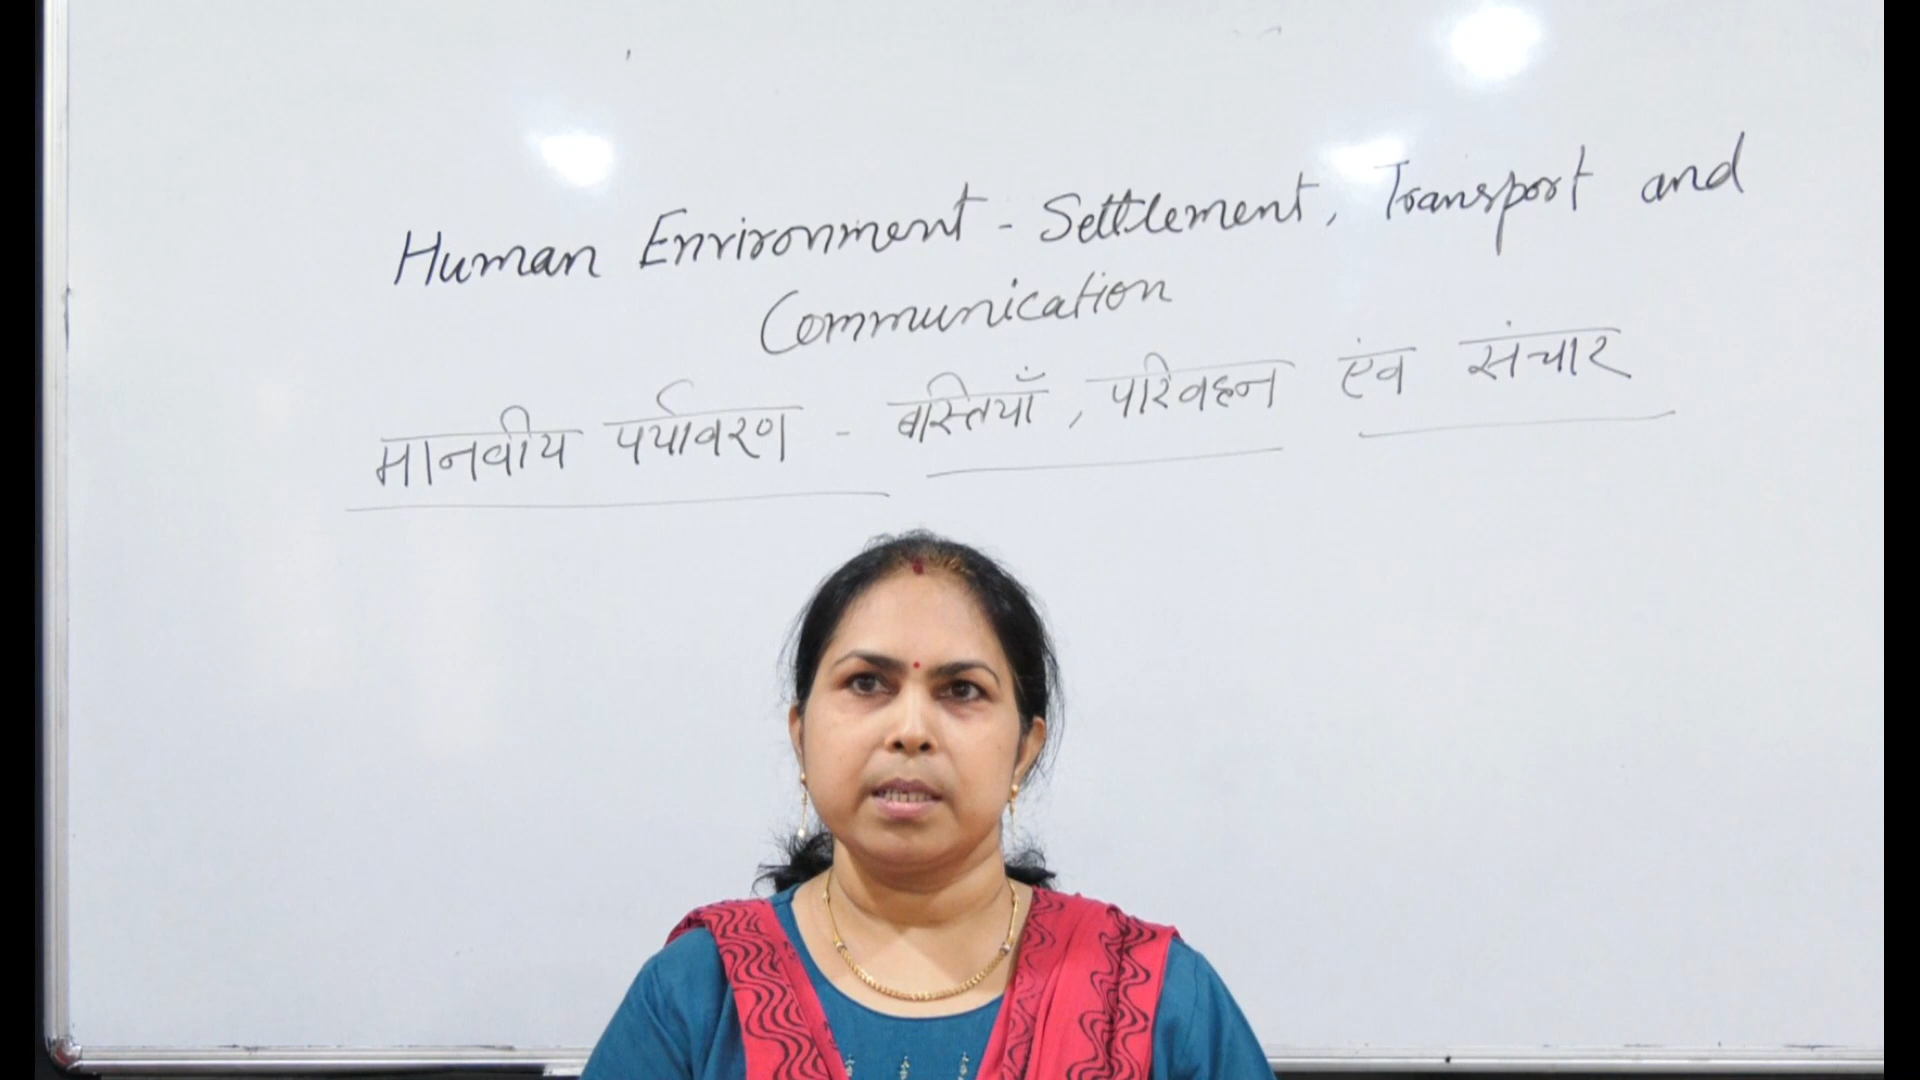 Human Environment - Settlement, Transport and
Communication
मानवीय पर्यावरण - बस्तियाँ, परिवहन एंव संचार